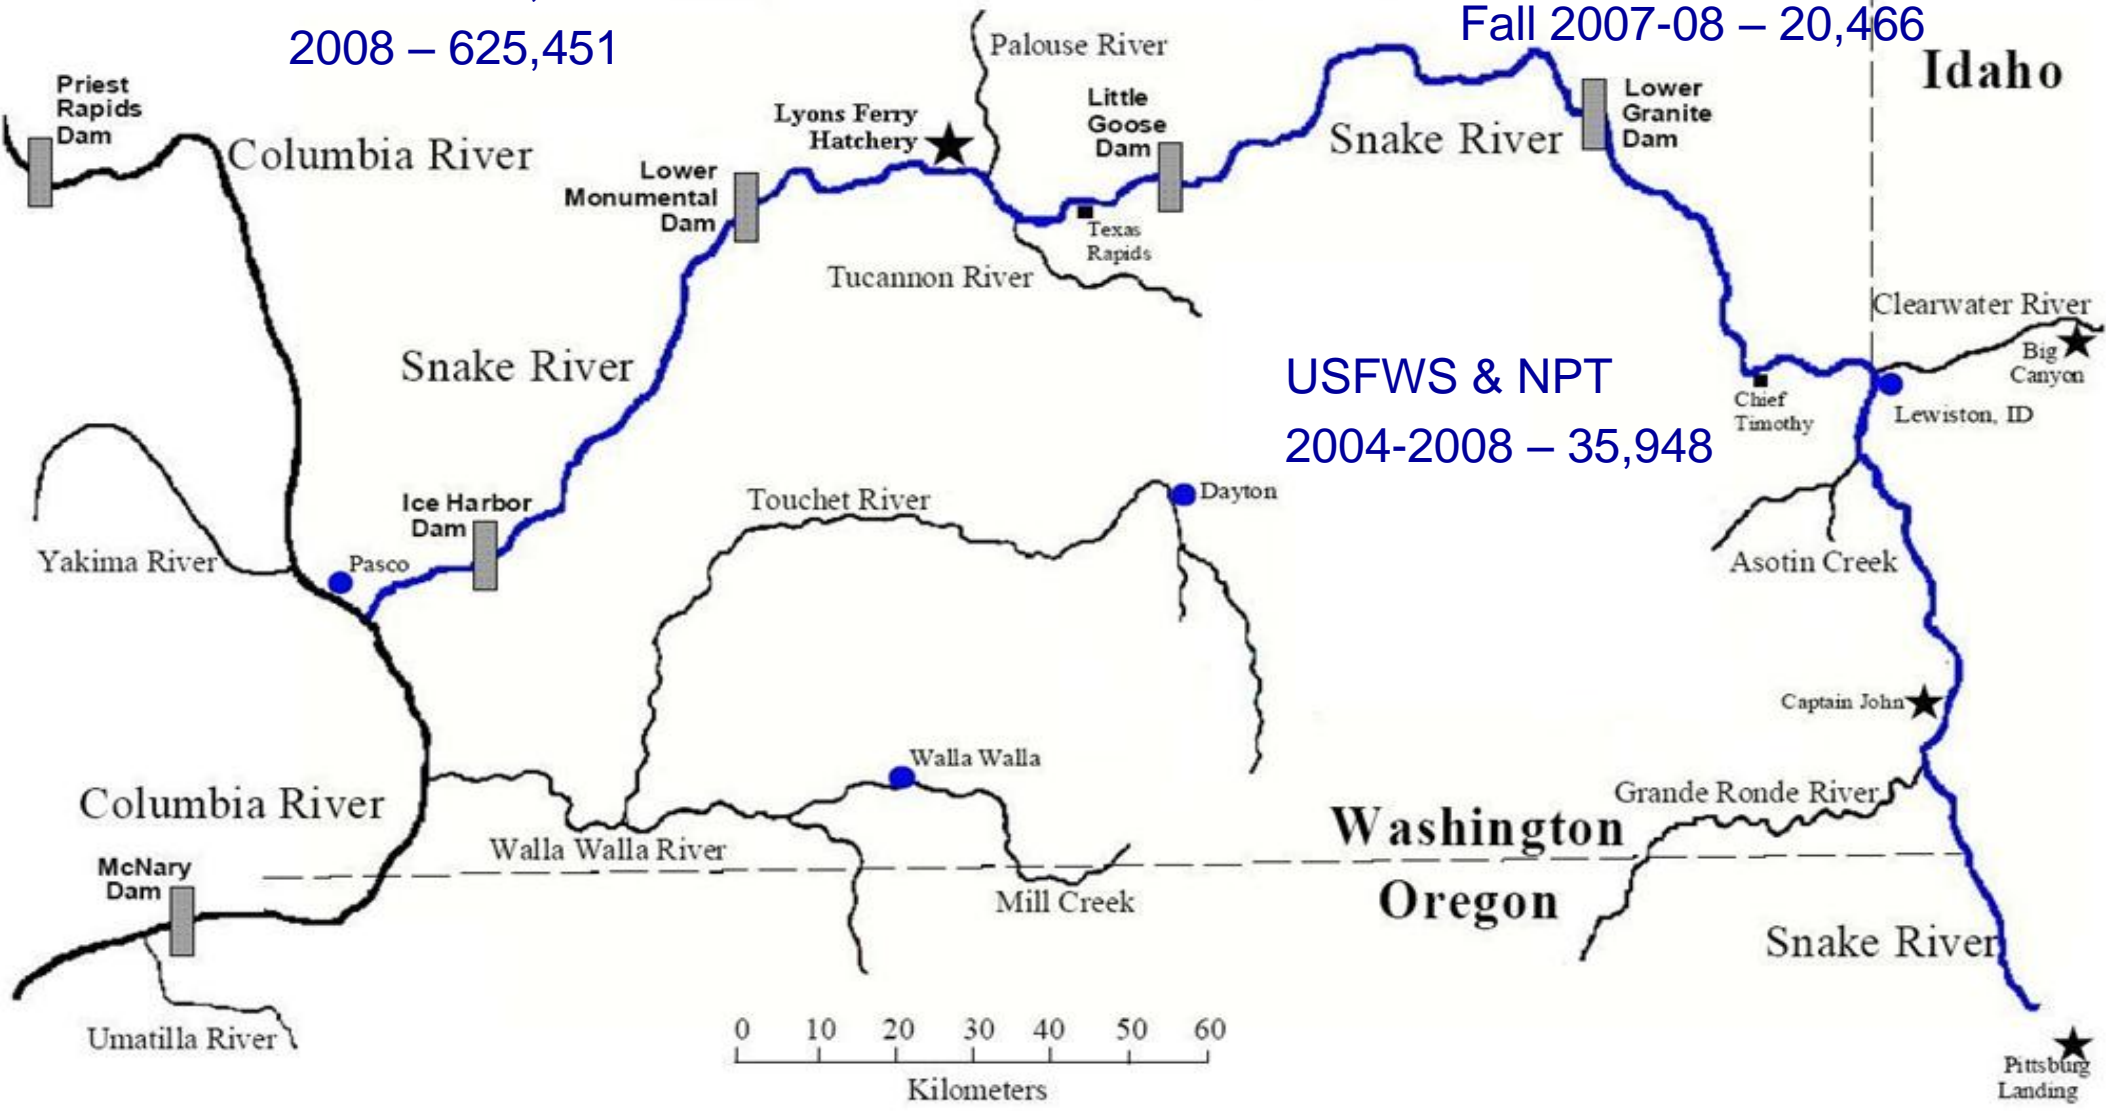 Fall 2007-08 – 20,466
2008 – 625,451
Palouse River
Idaho
Priest
Rapids
Dam
Lyons Ferry
Hatchery
Little
Goose
Dam
Lower
Granite
Dam
Columbia River
Snake River
Lower
Monumental
Dam
Texas
Rapids
Tucannon River
Clearwater River
Big
Canyon
Snake River
USFWS & NPT
2004-2008 – 35,948
Chief
Timothy
Lewiston, ID
Ice Harbor
Dam
Touchet River
Dayton
Yakima River
Pasco
Asotin Creek
Captain John
Walla Walla
Columbia River
Grande Ronde River
Walla Walla River
Washington
McNary
Dam
Mill Creek
Oregon
Snake River
Umatilla River
0 10 20 30 40 50 60
Kilometers
Pittsburg
Landing